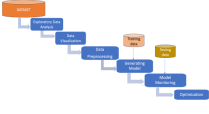 DATASET
Exploratory Data
Analysis
Data
Visualization
Data
Preprocessing
Training
data
Testing
data
Generating
Model
Model
Monitoring
Optimization